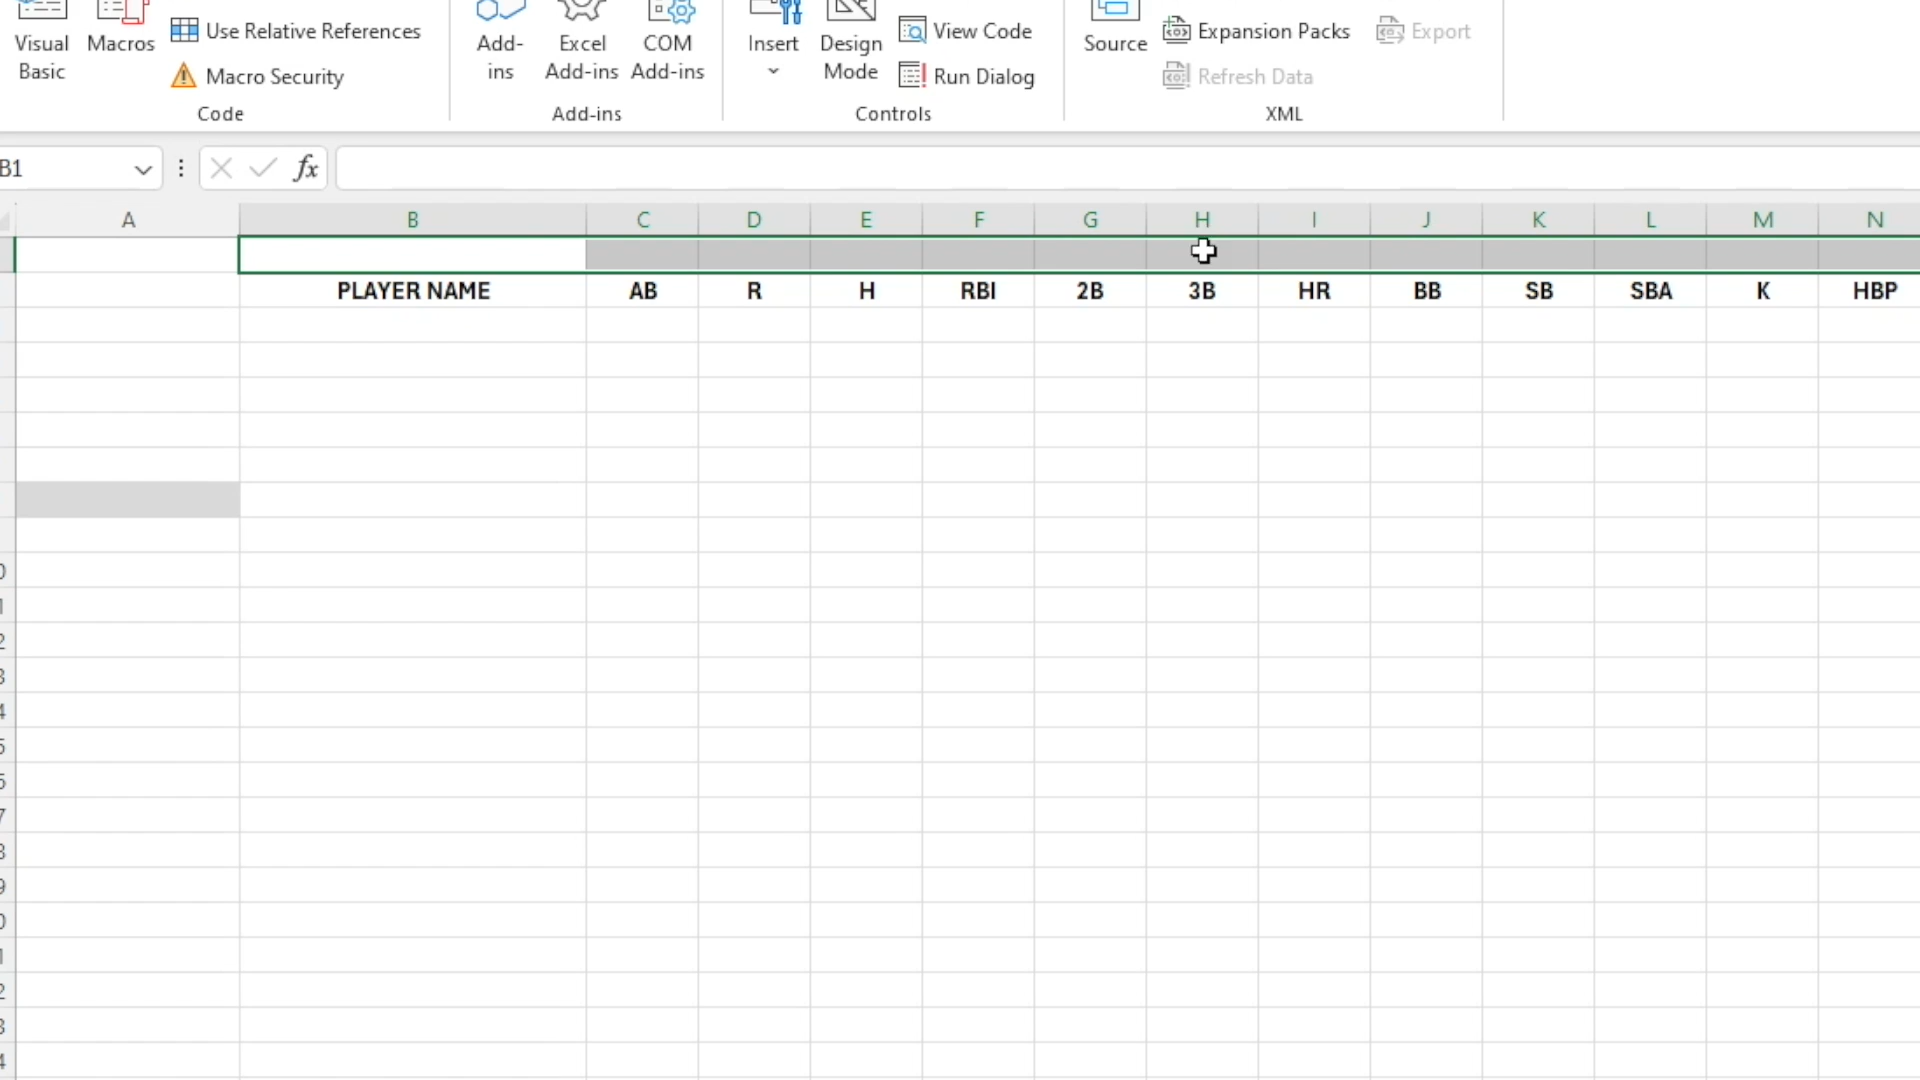 Visual Basic
Macros
Use Relative References
Macro Security
Code
Add-ins
Excel Add-ins
COM Add-ins
Add-ins
Insert
Design Mode
View Code
Run Dialog
Controls
Source
Expansion Packs
Export
Refresh Data
XML
B1
fx
A B C D E F G H I J K L M N
PLAYER NAME AB R H RBI 2B 3B HR BB SB SBA K HBP